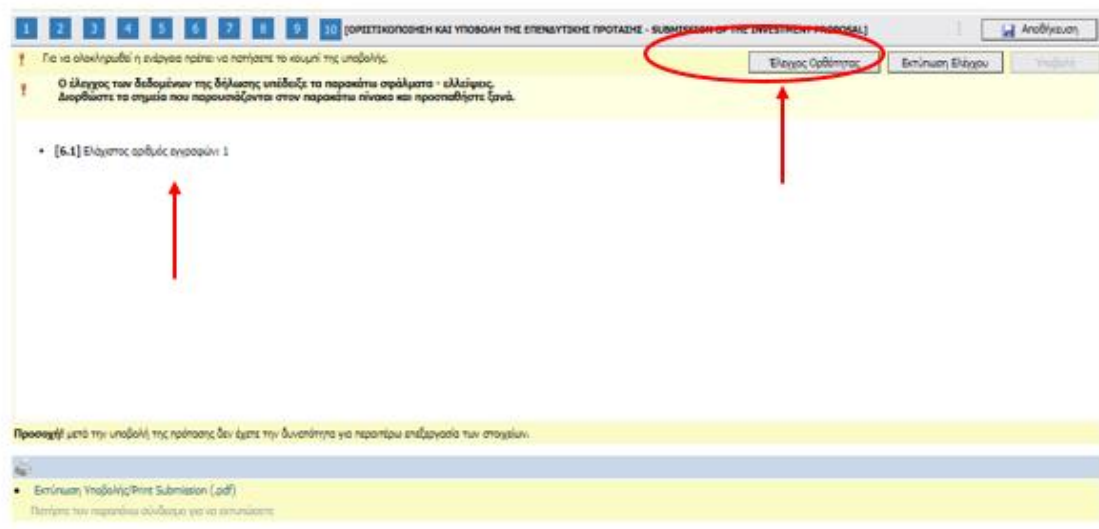 1 2 3 4 5 6 7 8 9 10 [ΟΡΙΣΤΙΚΟΠΟΙΗΣΗ ΚΑΙ ΥΠΟΒΟΛΗ ΤΗΣ ΕΠΕΝΔΥΤΙΚΗΣ ΠΡΟΤΑΣΗΣ - SUBMISSION OF THE INVESTMENT PROPOSAL] Αποθήκευση
Για να ολοκληρωθεί η ενέργεια πρέπει να πατήσετε το κουμπί της υποβολής. Έλεγχος Ορθότητας Εκτύπωση Ελέγχου Υποβολή
Ο έλεγχος των δεδομένων της δήλωσης υπέδειξε τα παρακάτω σφάλματα - ελλείψεις.
Διορθώστε τα σημεία που παρουσιάζονται στον παρακάτω πίνακα και προσπαθήστε ξανά.
• [6.1] Ελάχιστος αριθμός εγγραφών: 1
Προσοχή! μετά την υποβολή της πρότασης δεν έχετε την δυνατότητα για περαιτέρω επεξεργασία των στοιχείων.
• Εκτύπωση Υποβολής/Print Submission (.pdf)
Πατήστε τον παραπάνω σύνδεσμο για να εκτυπώσετε